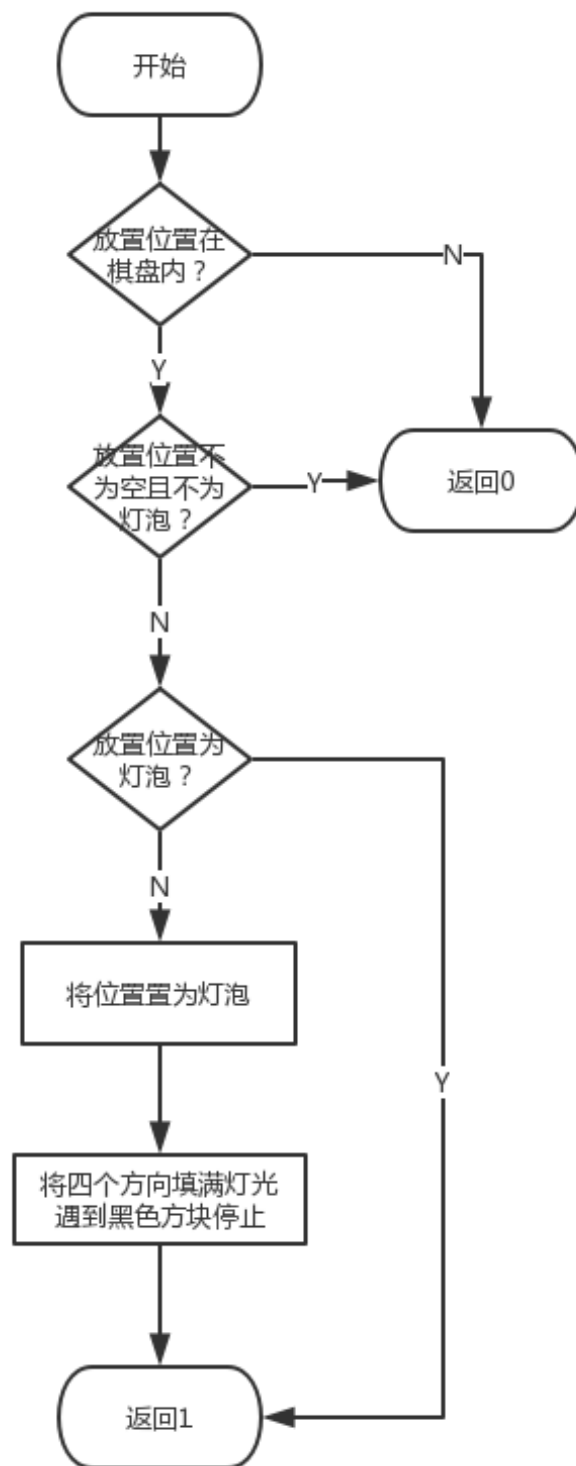 开始
放置位置在
棋盘内？
N
Y
放置位置不
为空且不为
灯泡？
Y
返回0
N
放置位置为
灯泡？
N
将位置置为灯泡
Y
将四个方向填满灯光
遇到黑色方块停止
返回1